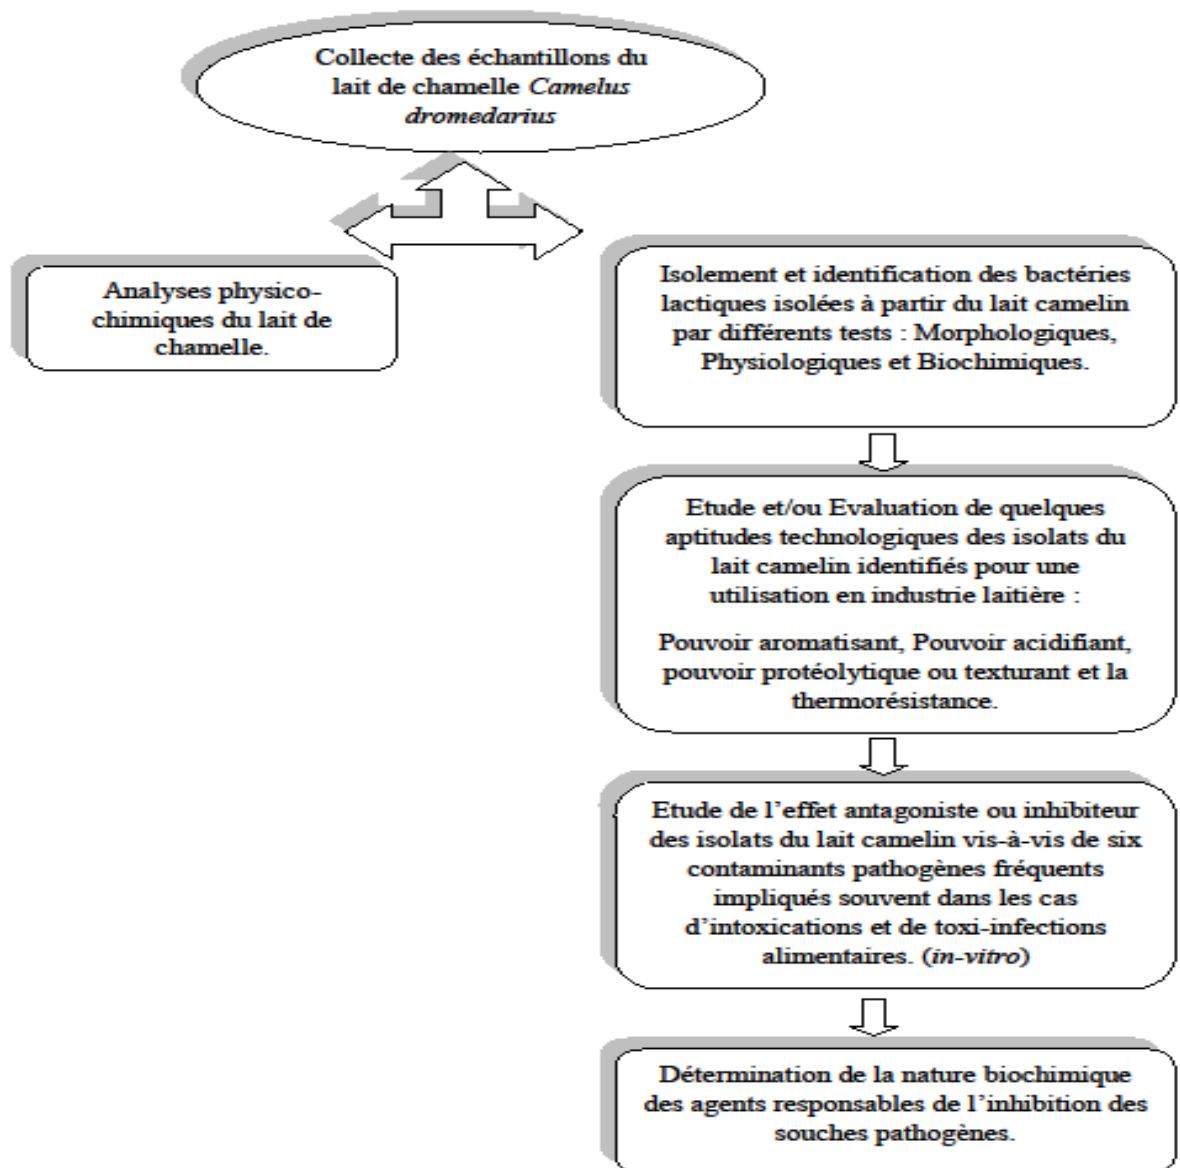 Collecte des échantillons du
lait de chamelle Camelus
dromedarius
Analyses physico-
chimiques du lait de
chamelle.
Isolement et identification des bactéries
lactiques isolées à partir du lait camelin
par différents tests : Morphologiques,
Physiologiques et Biochimiques.
Etude et/ou Evaluation de quelques
aptitudes technologiques des isolats du
lait camelin identifiés pour une
utilisation en industrie laitière :
Pouvoir aromatisant, Pouvoir acidifiant,
pouvoir protéolytique ou texturant et la
thermorésistance.
Etude de l’effet antagoniste ou inhibiteur
des isolats du lait camelin vis-à-vis de six
contaminants pathogènes fréquents
impliqués souvent dans les cas
d’intoxications et de toxi-infections
alimentaires. (in-vitro)
Détermination de la nature biochimique
des agents responsables de l’inhibition des
souches pathogènes.